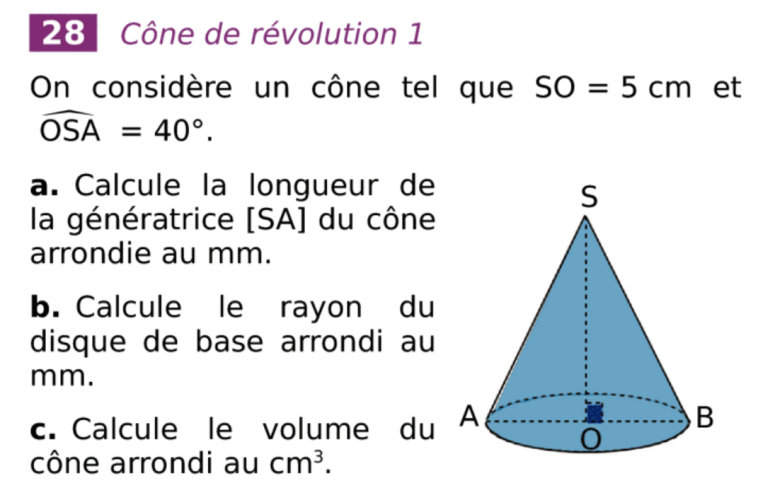 28 Cône de révolution 1
On considère un cône tel que SO = 5 cm et
OSA = 40°.
a. Calcule la longueur de
la génératrice [SA] du cône
arrondie au mm.
b. Calcule le rayon du
disque de base arrondi au
mm.
c. Calcule le volume du
cône arrondi au cm³.
S
A
B
O